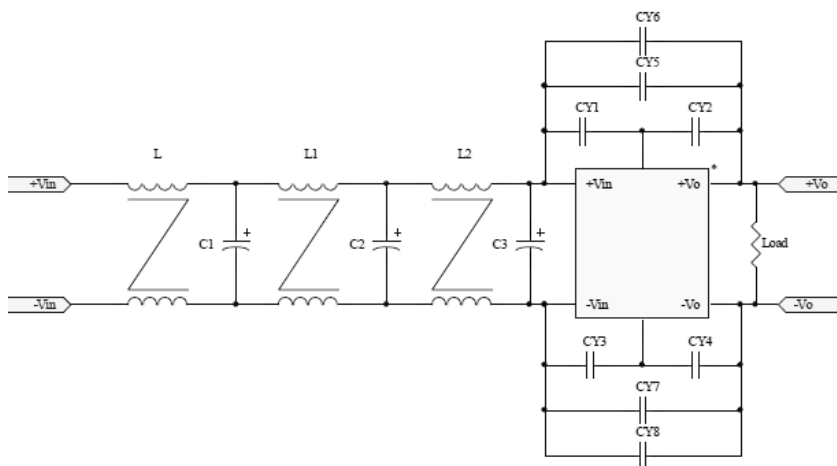 CY6
CY5
CY1 CY2
L L1 L2
*
+Vin +Vin +Vo +Vo
+ + +
C1 C2 C3 Load
-Vin -Vin -Vo -Vo
CY3 CY4
CY7
CY8